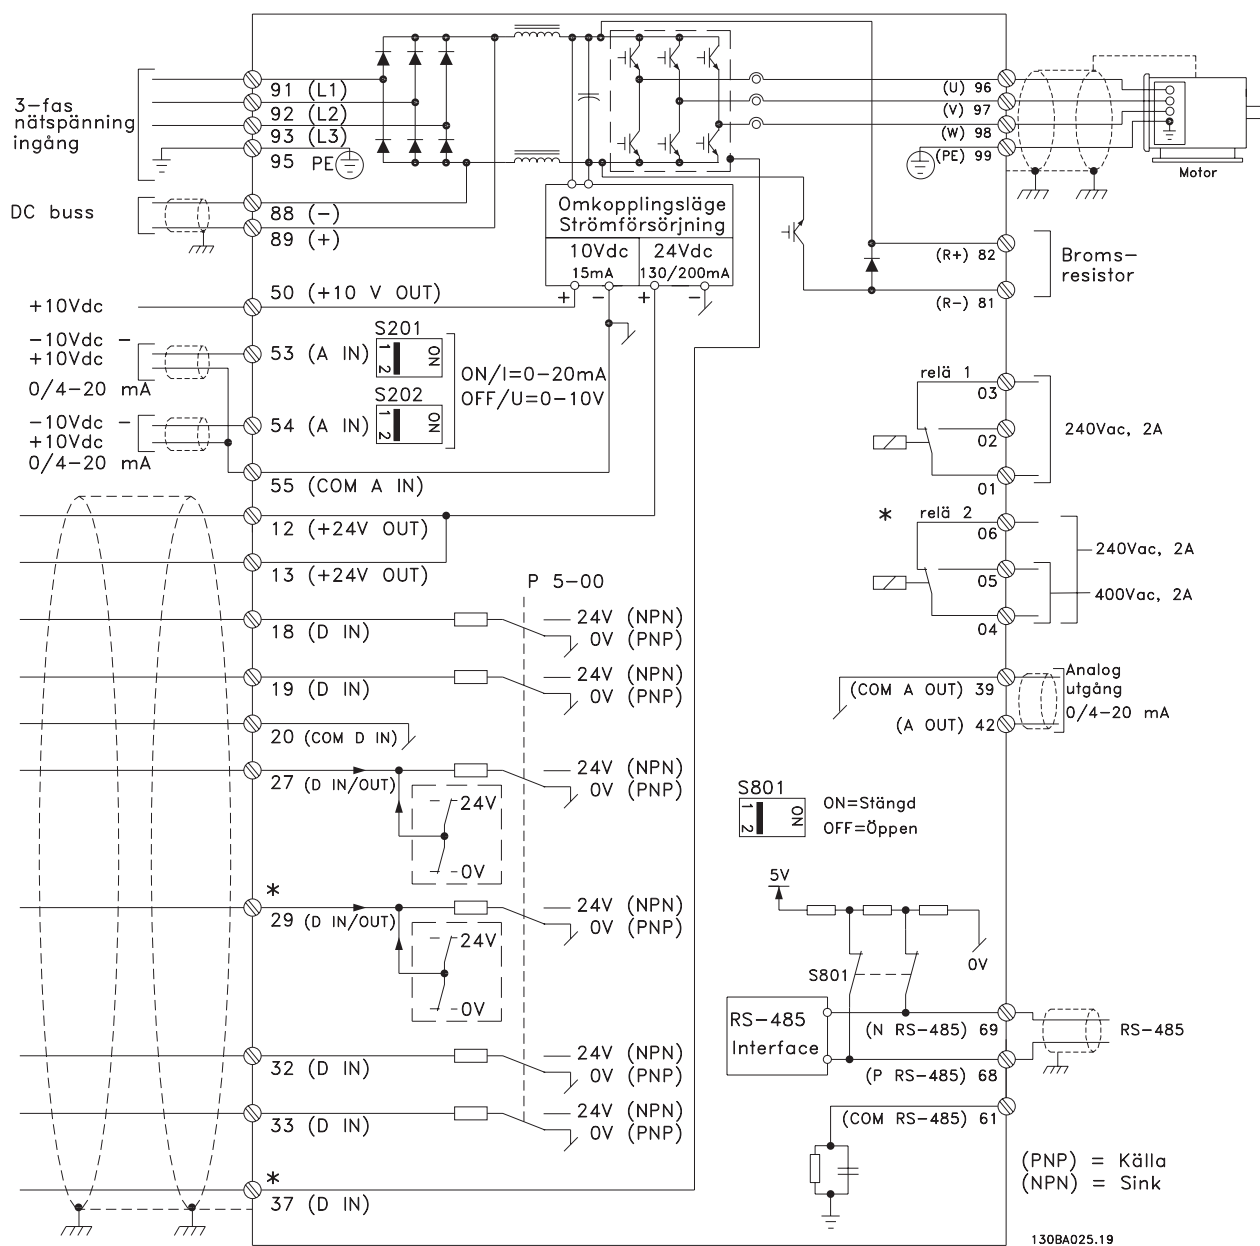 3-fas
nätspänning
ingång
91 (L1)
92 (L2)
93 (L3)
95 PE
DC buss
88 (-)
89 (+)
+10Vdc
50 (+10 V OUT)
-10Vdc -
+10Vdc
0/4-20 mA
53 (A IN)
S201
1 2
ON
S202
1 2
ON
ON/I=0-20mA
OFF/U=0-10V
-10Vdc -
+10Vdc
0/4-20 mA
54 (A IN)
55 (COM A IN)
12 (+24V OUT)
13 (+24V OUT)
P 5-00
18 (D IN)
24V (NPN)
0V (PNP)
19 (D IN)
24V (NPN)
0V (PNP)
20 (COM D IN)
27 (D IN/OUT)
24V (NPN)
0V (PNP)
24V
0V
*
29 (D IN/OUT)
24V (NPN)
0V (PNP)
24V
0V
32 (D IN)
24V (NPN)
0V (PNP)
33 (D IN)
24V (NPN)
0V (PNP)
*
37 (D IN)
Omkopplingsläge
Strömförsörjning
10Vdc
15mA
24Vdc
130/200mA
+ - + -
(U) 96
(V) 97
(W) 98
(PE) 99
Motor
(R+) 82
(R-) 81
Broms-
resistor
relä 1
03
02
01
240Vac, 2A
* relä 2
06
05
04
240Vac, 2A
400Vac, 2A
(COM A OUT) 39
(A OUT) 42
Analog
utgång
0/4-20 mA
S801
1 2
ON
ON=Stängd
OFF=Öppen
5V
0V
S801
RS-485
Interface
(N RS-485) 69
(P RS-485) 68
RS-485
(COM RS-485) 61
(PNP) = Källa
(NPN) = Sink
130BA025.19